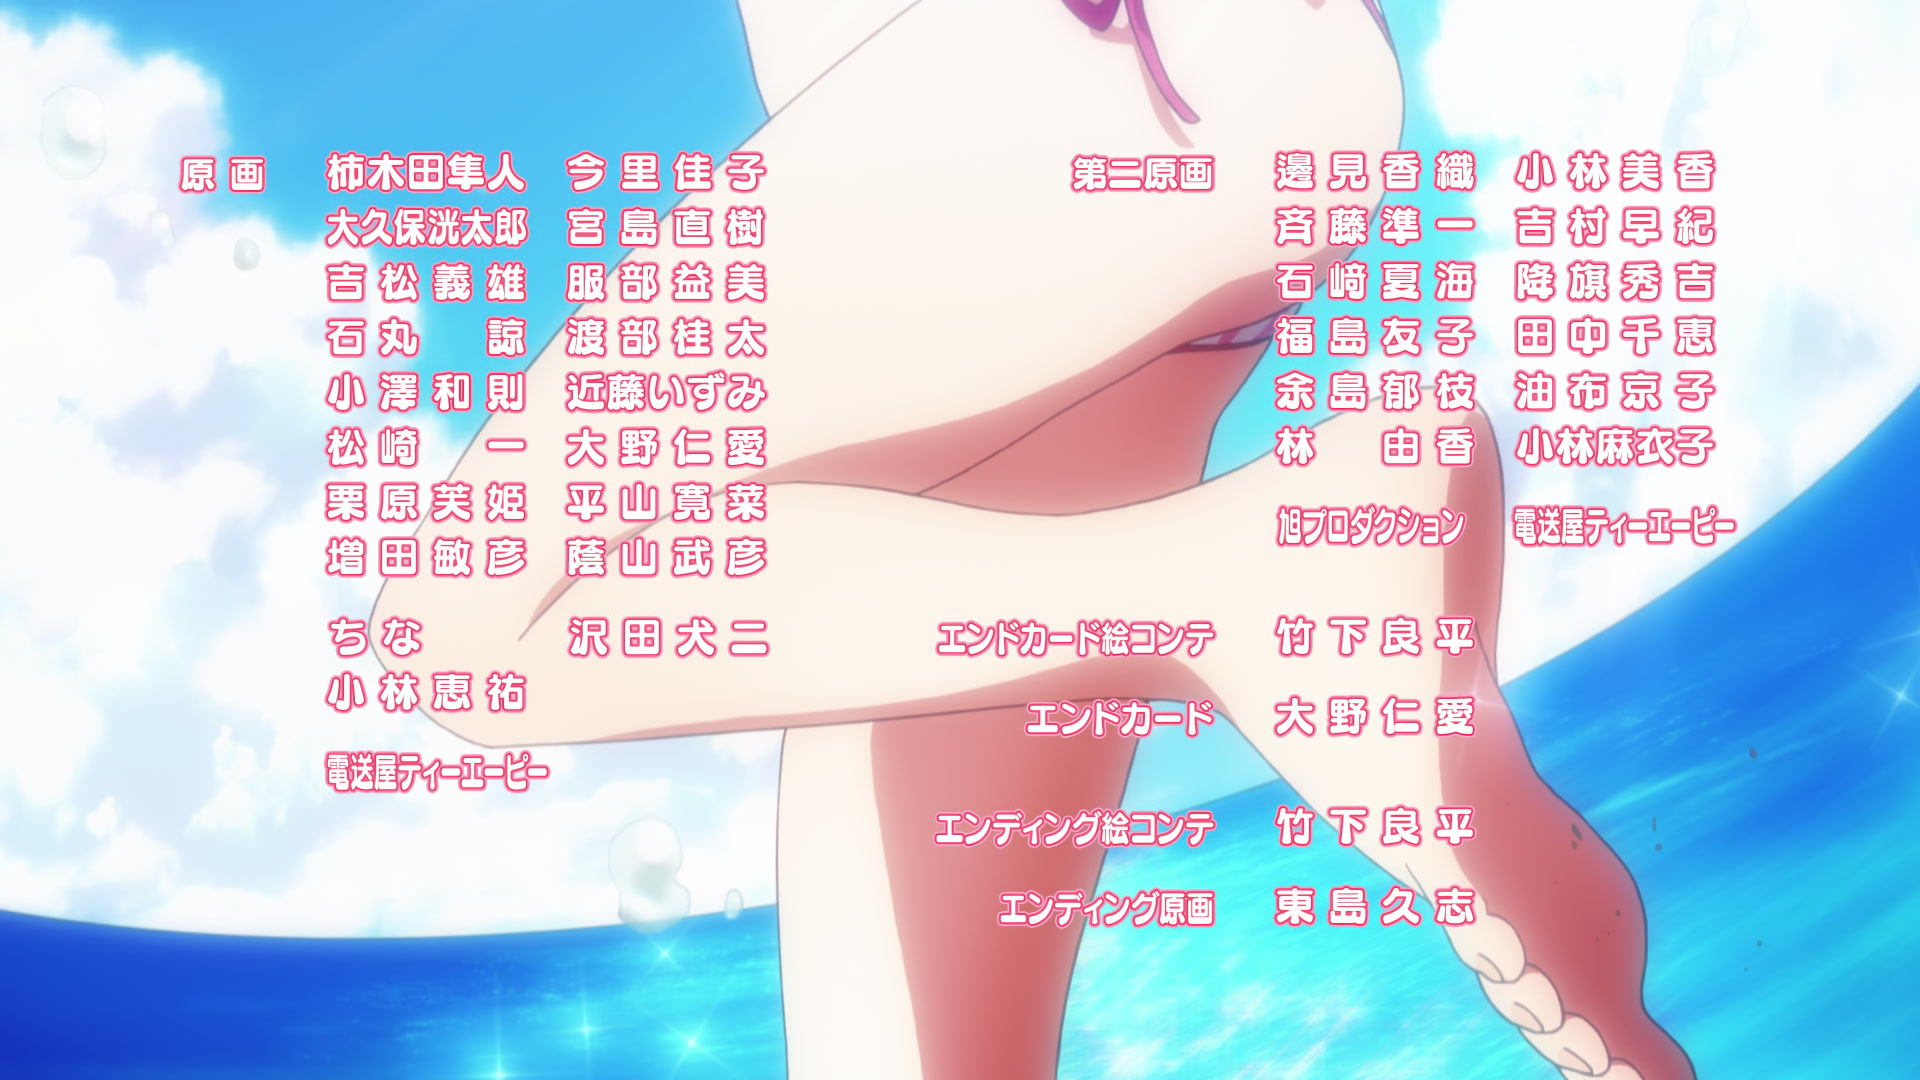 原画
柿木田隼人 今里佳子
大久保洸太郎 宮島直樹
吉松義雄 服部益美
石丸 諒 渡部桂太
小澤和則 近藤いずみ
松崎 一 大野仁愛
栗原芙姫 平山寛菜
増田敏彦 蔭山武彦
ちな 沢田犬二
小林恵祐
電送屋ティーエーピー
第二原画
邊見香織 小林美香
斉藤準一 吉村早紀
石﨑夏海 降旗秀吉
福島友子 田中千恵
余島郁枝 油布京子
林 由香 小林麻衣子
旭プロダクション 電送屋ティーエーピー
エンドカード絵コンテ 竹下良平
エンドカード 大野仁愛
エンディング絵コンテ 竹下良平
エンディング原画 東島久志